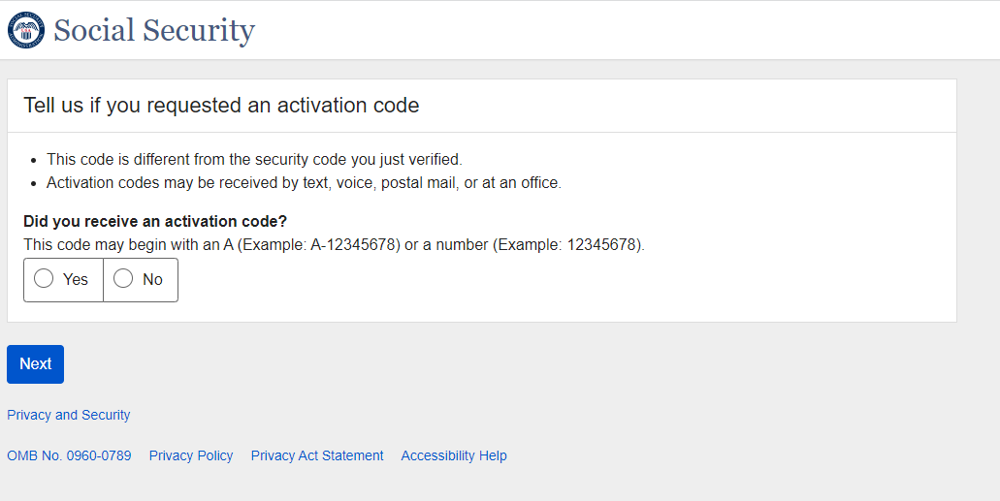 Social Security
Tell us if you requested an activation code
This code is different from the security code you just verified.
Activation codes may be received by text, voice, postal mail, or at an office.
Did you receive an activation code?
This code may begin with an A (Example: A-12345678) or a number (Example: 12345678).
Yes No
Next
Privacy and Security
OMB No. 0960-0789 Privacy Policy Privacy Act Statement Accessibility Help